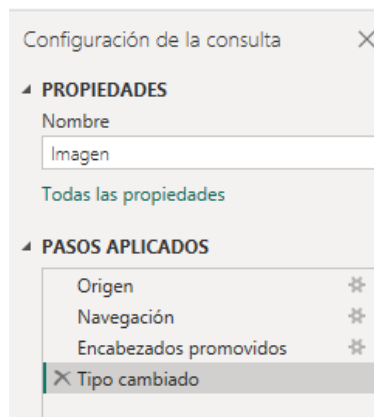 Configuración de la consulta
PROPIEDADES
Nombre
Imagen
Todas las propiedades
PASOS APLICADOS
Origen
Navegación
Encabezados promovidos
Tipo cambiado